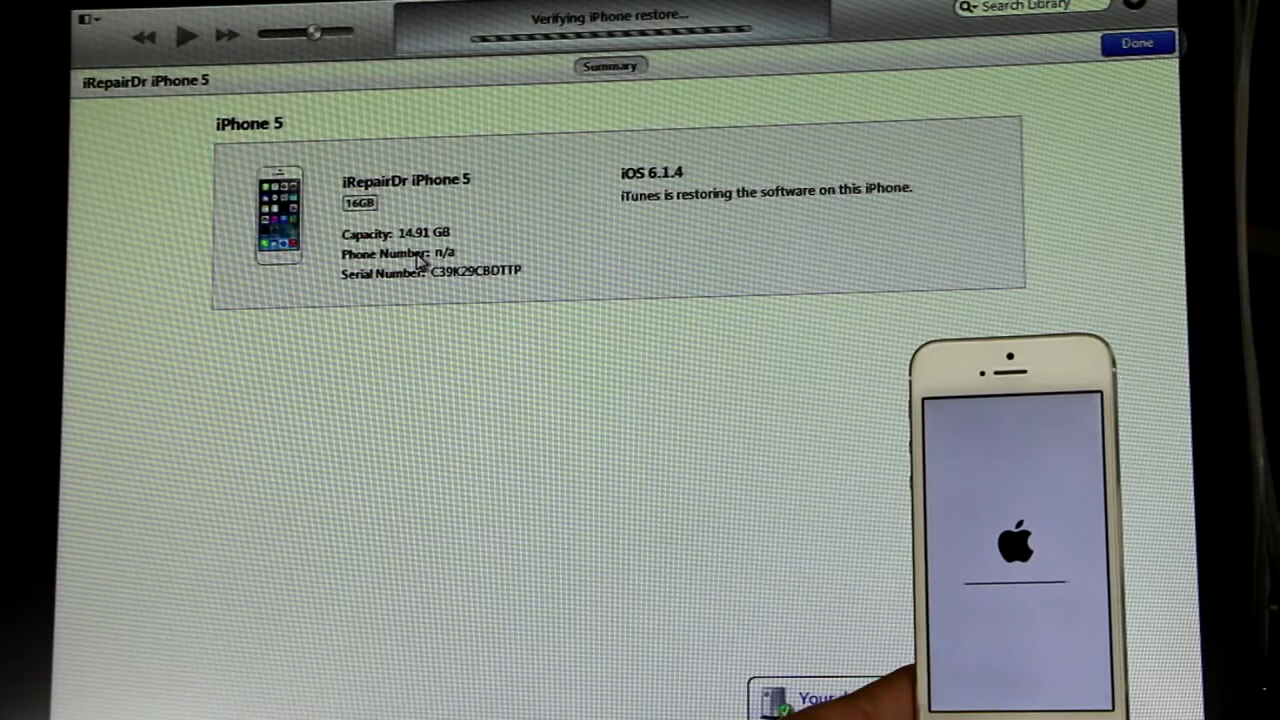 Verifying iPhone restore...
Search Library
Done
Summary
iRepairDr iPhone 5
iPhone 5
iRepairDr iPhone 5
16GB
Capacity: 14.91 GB
Phone Number: n/a
Serial Number: C39K29CBDTTP
iOS 6.1.4
iTunes is restoring the software on this iPhone.
Your